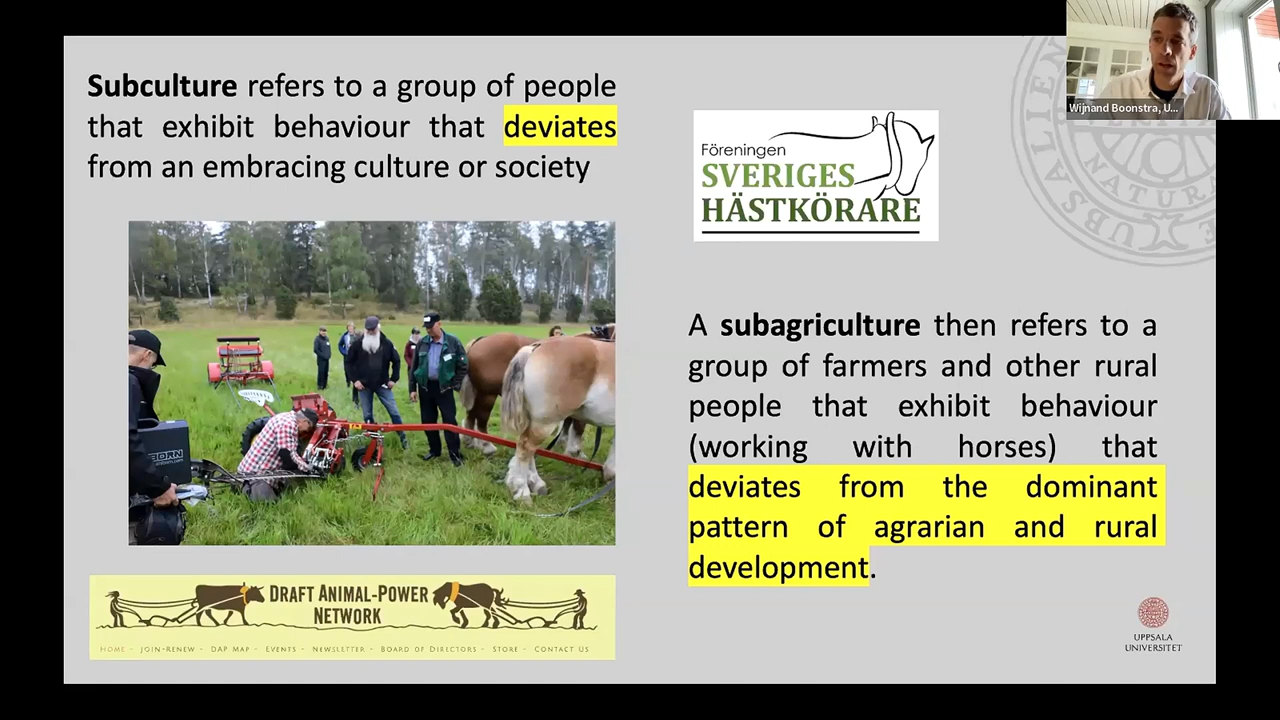 Subculture refers to a group of people
that exhibit behaviour that deviates
from an embracing culture or society
Föreningen
SVERIGES
HÄSTKÖRARE
A subagriculture then refers to a
group of farmers and other rural
people that exhibit behaviour
(working with horses) that
deviates from the dominant
pattern of agrarian and rural
development.
DRAFT ANIMAL-POWER
NETWORK
HOME - JOIN-RENEW - DAP MAP - EVENTS - NEWSLETTER - BOARD OF DIRECTORS - STORE - CONTACT US
UPPSALA
UNIVERSITET
Wijnand Boonstra, U...